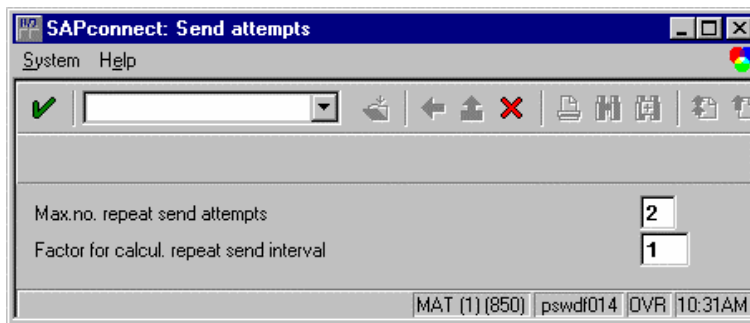 SAPconnect: Send attempts
System Help
Max.no. repeat send attempts 2
Factor for calcul. repeat send interval 1
MAT (1) (850) pswdf014 OVR 10:31AM